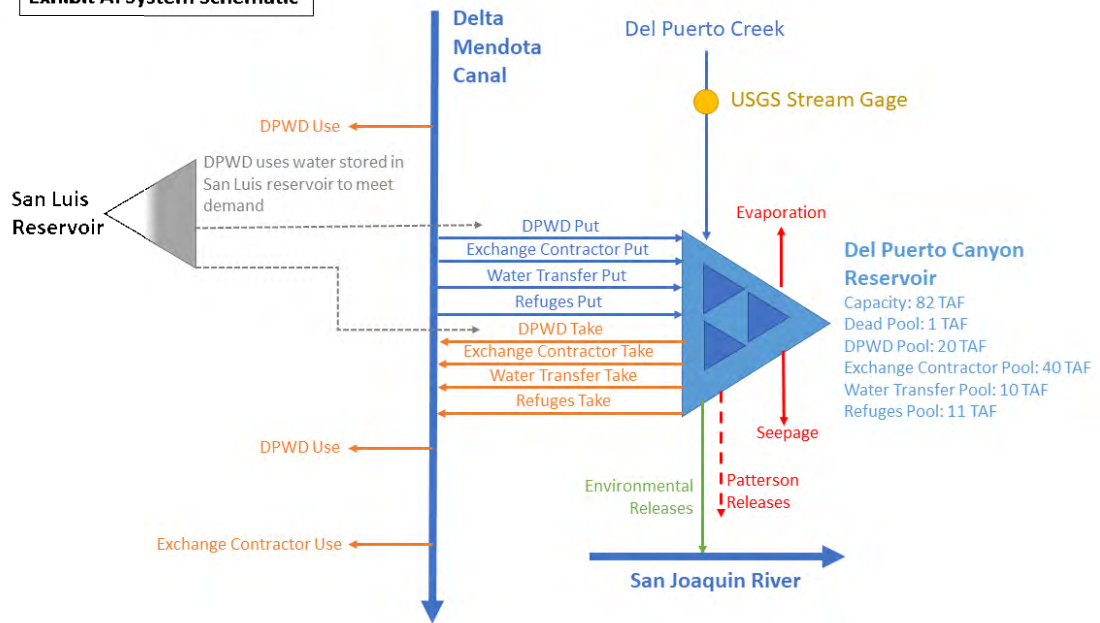 Exhibit A: System Schematic
Delta
Mendota
Canal
Del Puerto Creek
USGS Stream Gage
DPWD Use
DPWD uses water stored in
San Luis reservoir to meet
demand
San Luis
Reservoir
DPWD Put
Exchange Contractor Put
Water Transfer Put
Refuges Put
DPWD Take
Exchange Contractor Take
Water Transfer Take
Refuges Take
Evaporation
Del Puerto Canyon
Reservoir
Capacity: 82 TAF
Dead Pool: 1 TAF
DPWD Pool: 20 TAF
Exchange Contractor Pool: 40 TAF
Water Transfer Pool: 10 TAF
Refuges Pool: 11 TAF
Seepage
DPWD Use
Environmental
Releases
Patterson
Releases
Exchange Contractor Use
San Joaquin River